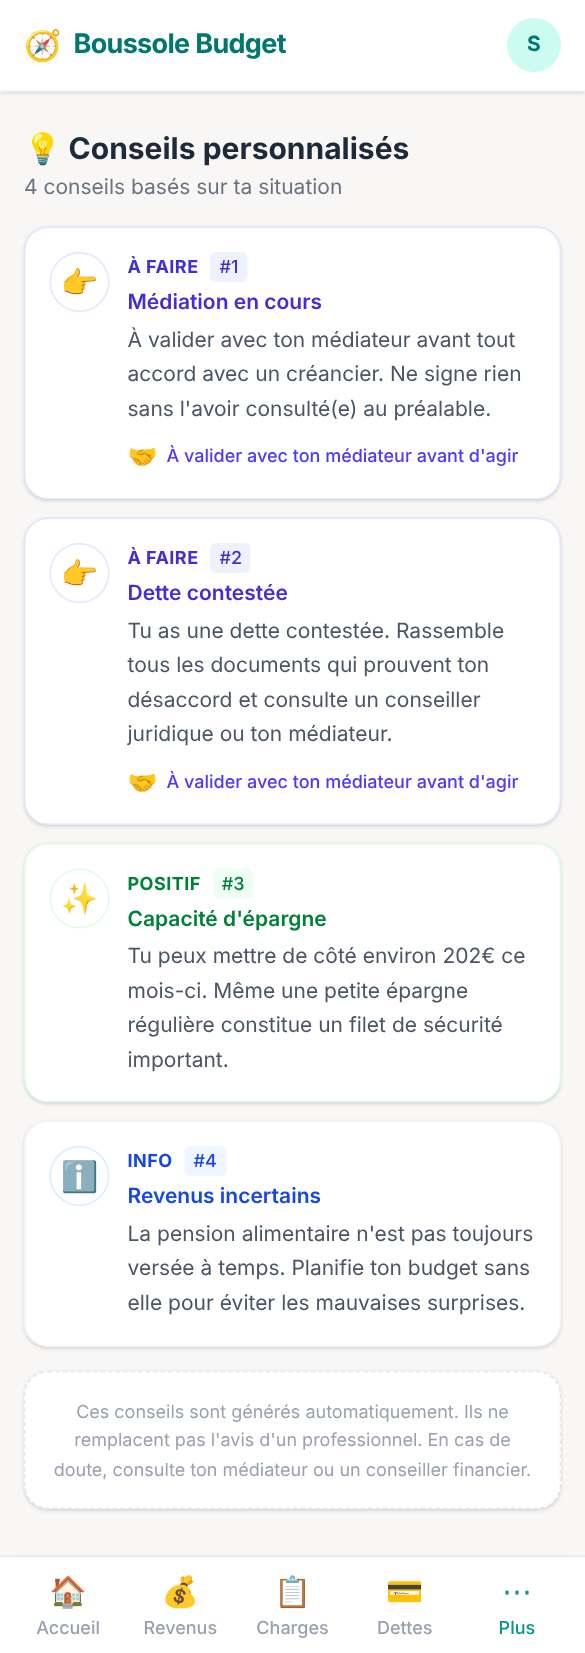 Boussole Budget
S
💡 Conseils personnalisés
4 conseils basés sur ta situation
À FAIRE #1
Médiation en cours
À valider avec ton médiateur avant tout
accord avec un créancier. Ne signe rien
sans l'avoir consulté(e) au préalable.
🤝 À valider avec ton médiateur avant d'agir
À FAIRE #2
Dette contestée
Tu as une dette contestée. Rassemble
tous les documents qui prouvent ton
désaccord et consulte un conseiller
juridique ou ton médiateur.
🤝 À valider avec ton médiateur avant d'agir
POSITIF #3
Capacité d'épargne
Tu peux mettre de côté environ 202€ ce
mois-ci. Même une petite épargne
régulière constitue un filet de sécurité
important.
INFO #4
Revenus incertains
La pension alimentaire n'est pas toujours
versée à temps. Planifie ton budget sans
elle pour éviter les mauvaises surprises.
Ces conseils sont générés automatiquement. Ils ne
remplacent pas l'avis d'un professionnel. En cas de
doute, consulte ton médiateur ou un conseiller financier.
Accueil Revenus Charges Dettes Plus